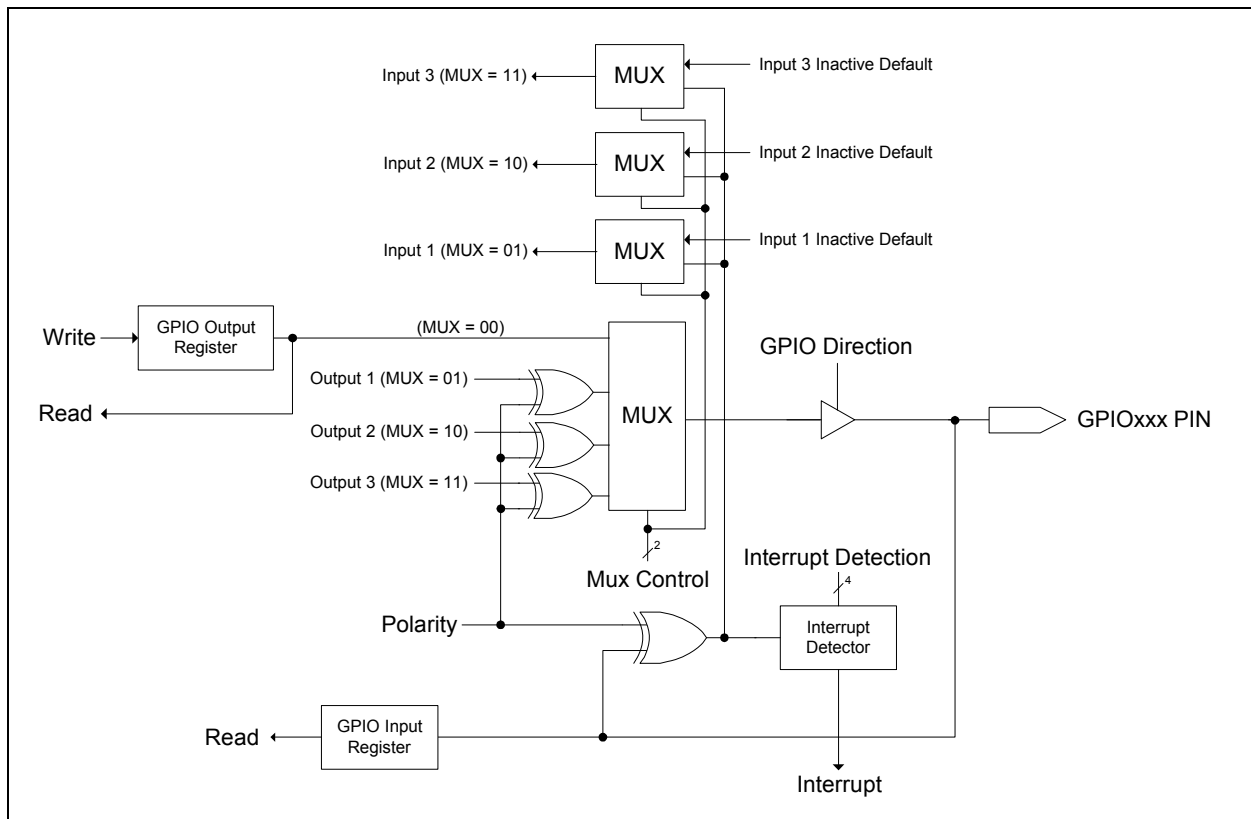 Input 3 (MUX = 11)
MUX
Input 3 Inactive Default
Input 2 (MUX = 10)
MUX
Input 2 Inactive Default
Input 1 (MUX = 01)
MUX
Input 1 Inactive Default
Write
GPIO Output
Register
(MUX = 00)
GPIO Direction
Read
Output 1 (MUX = 01)
MUX
GPIOxxx PIN
Output 2 (MUX = 10)
Output 3 (MUX = 11)
2
Mux Control
Interrupt Detection
4
Polarity
Interrupt
Detector
Read
GPIO Input
Register
Interrupt